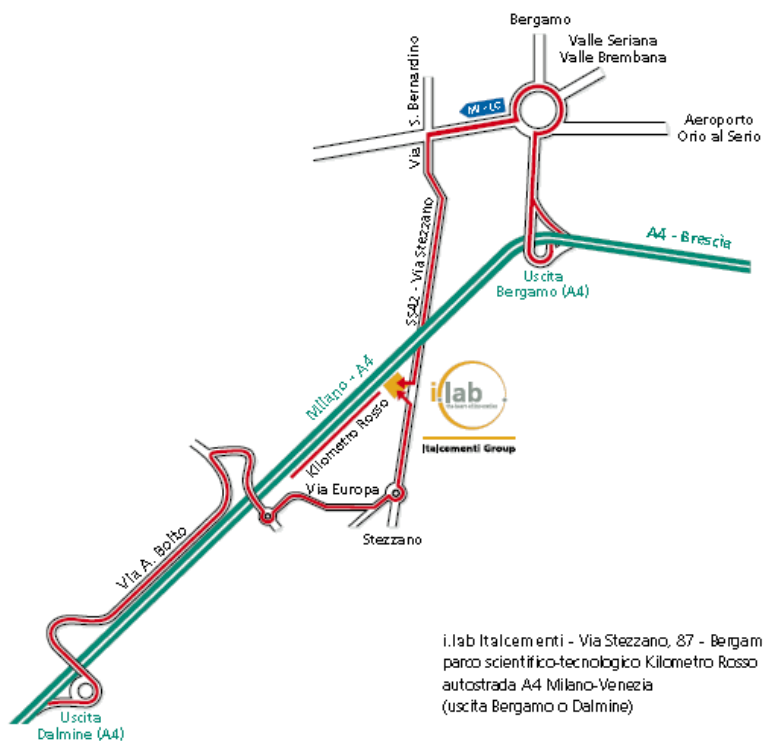 Bergamo
Valle Seriana
Valle Brembana
Via S. Bernardino
MI - LC
Aeroporto
Orio al Serio
SS42 - Via Stezzano
A4 - Brescia
Uscita
Bergamo (A4)
Milano - A4
i.lab
Italcementi Group
Kilometro Rosso
Via Europa
Stezzano
Via A. Boito
Uscita
Dalmine (A4)
i.lab Italcementi - Via Stezzano, 87 - Bergam
parco scientifico-tecnologico Kilometro Rosso
autostrada A4 Milano-Venezia
(uscita Bergamo o Dalmine)